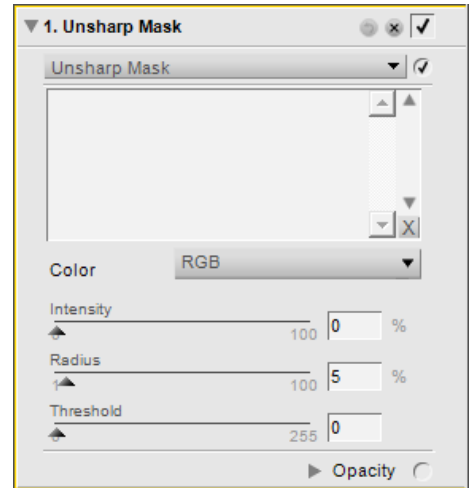 1. Unsharp Mask
Unsharp Mask
X
Color RGB
Intensity
0 100 0 %
Radius
1 100 5 %
Threshold
0 255 0
Opacity